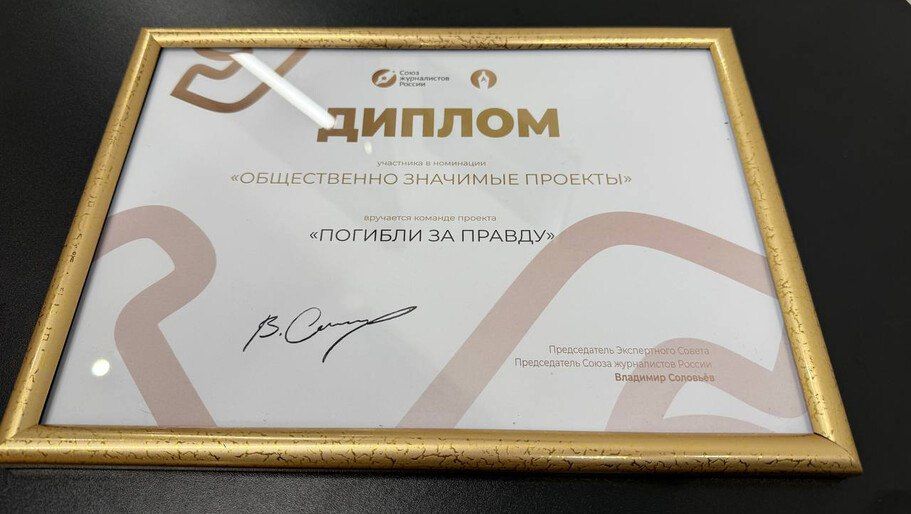 Союз
журналистов
России
ДИПЛОМ
участника в номинации
«ОБЩЕСТВЕННО ЗНАЧИМЫЕ ПРОЕКТЫ»
вручается команде проекта
«ПОГИБЛИ ЗА ПРАВДУ»
Председатель Экспертного Совета
Председатель Союза журналистов России
Владимир Соловьёв